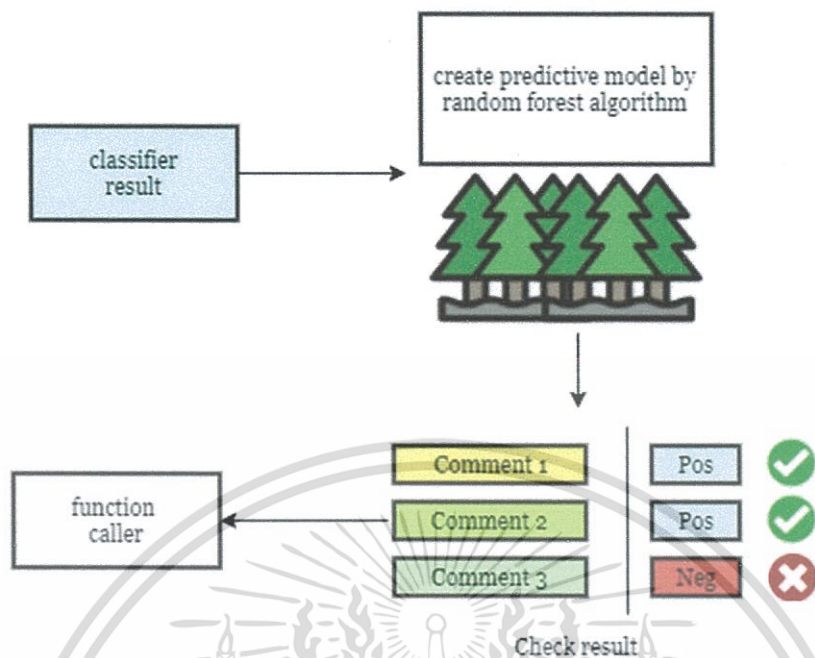 create predictive model by
random forest algorithm
classifier
result
Comment 1
Pos
function
caller
Comment 2
Pos
Comment 3
Neg
Check result